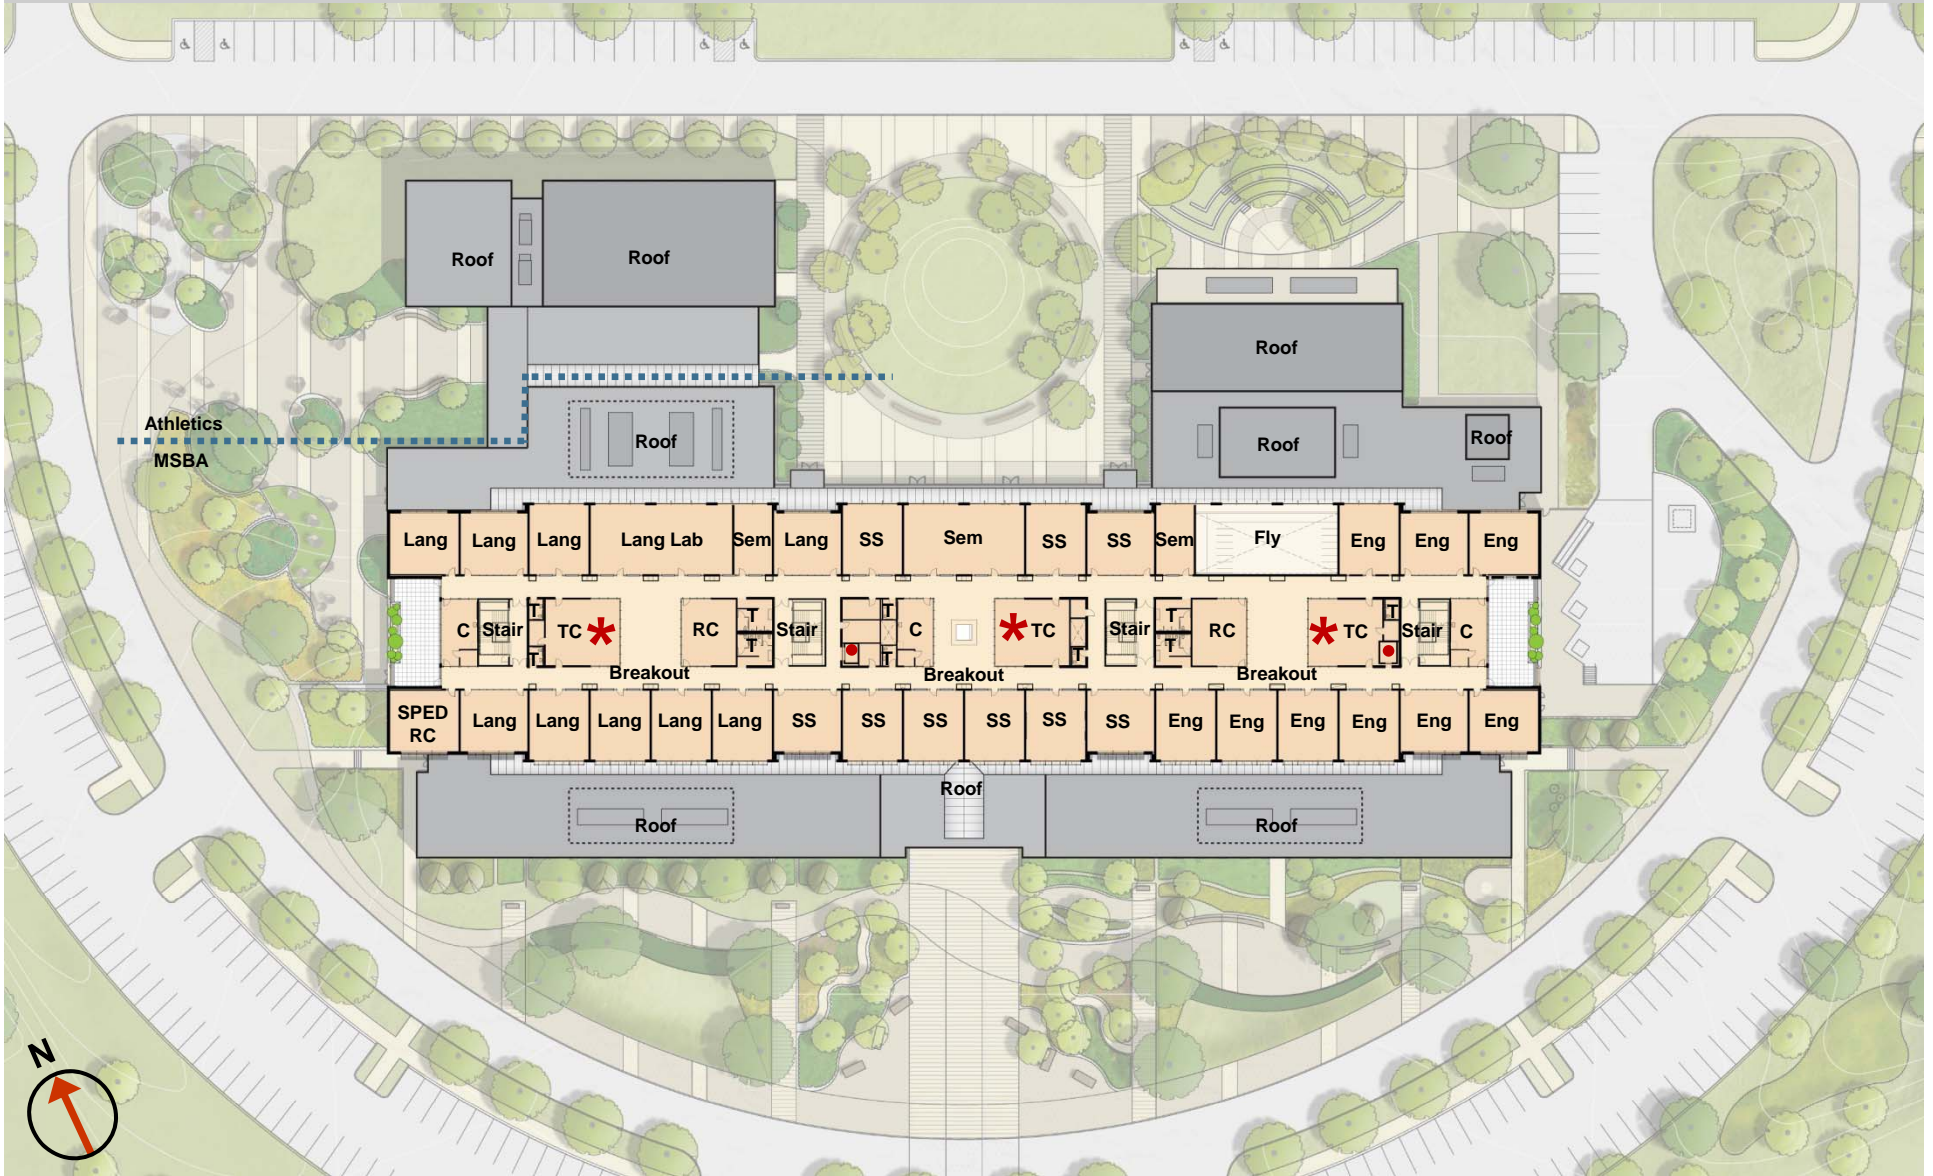 Roof
Roof
Roof
Athletics
MSBA
Roof
Roof
Roof
Lang
Lang
Lang
Lang Lab
Sem
Lang
SS
Sem
SS
SS
Sem
Fly
Eng
Eng
Eng
C
Stair
T
T
TC
*
RC
T
T
Stair
T
T
C
*
TC
T
Stair
T
T
RC
*
TC
T
Stair
C
Breakout
Breakout
Breakout
SPED
RC
Lang
Lang
Lang
Lang
Lang
SS
SS
SS
SS
SS
SS
Eng
Eng
Eng
Eng
Eng
Eng
Roof
Roof
Roof
N